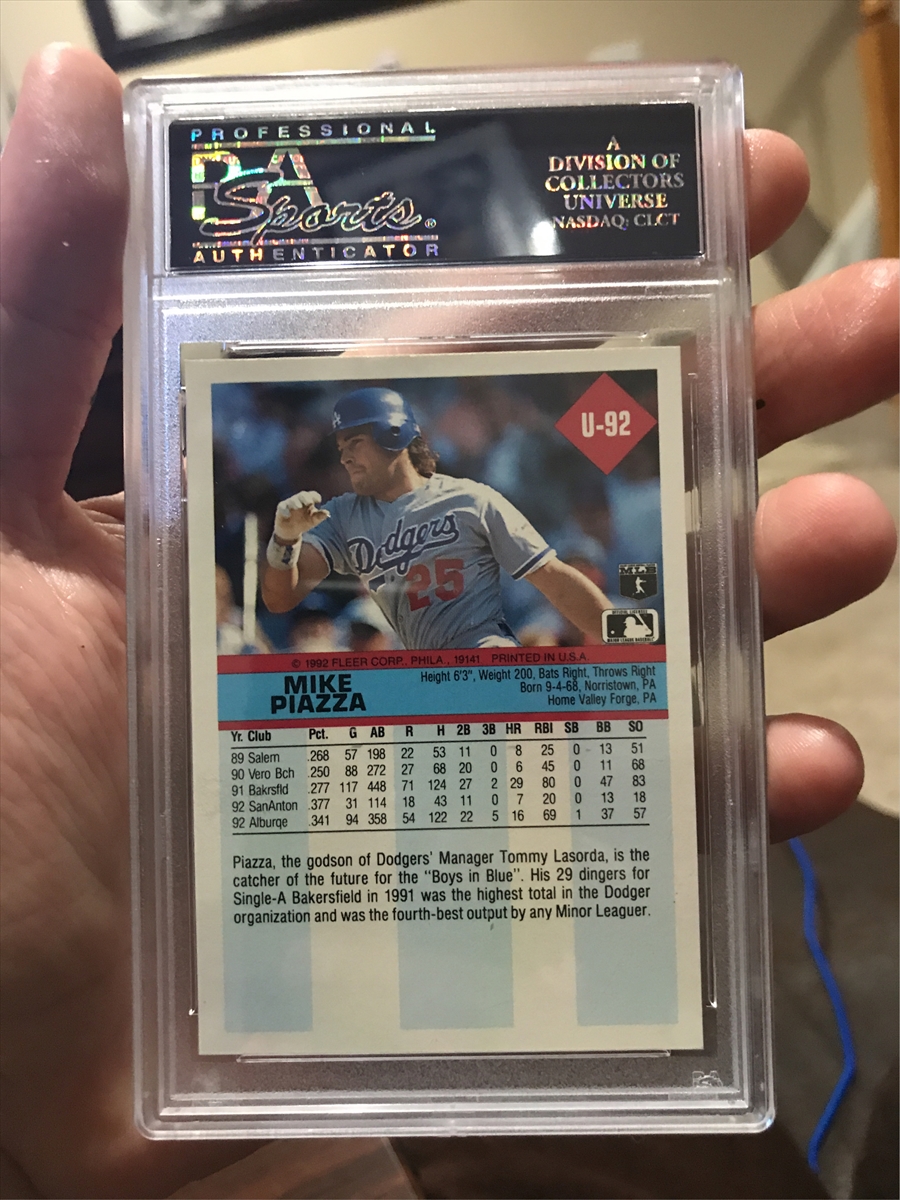 PROFESSIONAL
PSA
Sports®
AUTHENTICATOR
A
DIVISION OF
COLLECTORS
UNIVERSE
NASDAQ: CLCT
U-92
Dodgers
25
MLB
MAJOR LEAGUE BASEBALL
© 1992 FLEER CORP., PHILA., 19141 PRINTED IN U.S.A.
MIKE
PIAZZA
Height 6'3", Weight 200, Bats Right, Throws Right
Born 9-4-68, Norristown, PA
Home Valley Forge, PA
Yr. Club Pct. G AB R H 2B 3B HR RBI SB BB SO
89 Salem .268 57 198 22 53 11 0 8 25 0 13 51
90 Vero Bch .250 88 272 27 68 20 0 6 45 0 11 68
91 Bakrsfld .277 117 448 71 124 27 2 29 80 0 47 83
92 SanAnton .377 31 114 18 43 11 0 7 20 0 13 18
92 Alburqe .341 94 358 54 122 22 5 16 69 1 37 57
Piazza, the godson of Dodgers' Manager Tommy Lasorda, is the
catcher of the future for the "Boys in Blue". His 29 dingers for
Single-A Bakersfield in 1991 was the highest total in the Dodger
organization and was the fourth-best output by any Minor Leaguer.
PSA